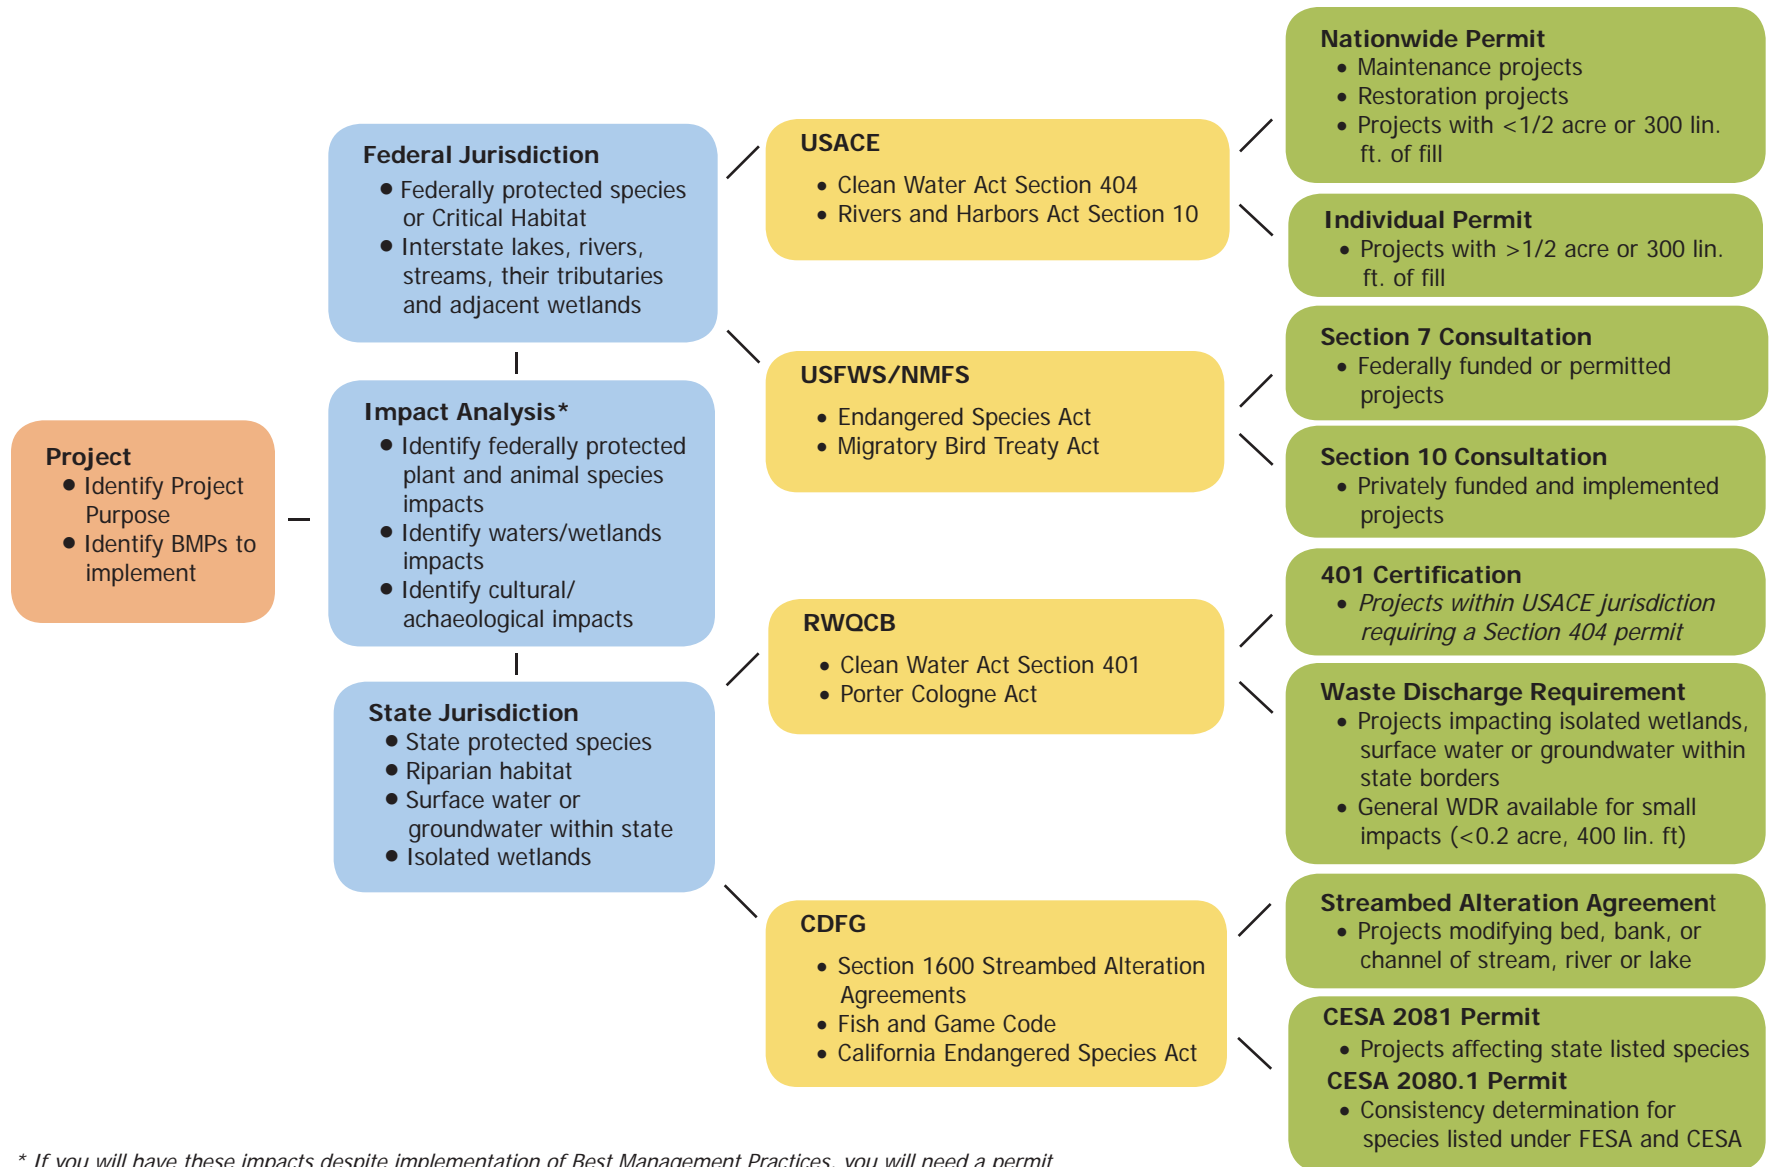 Project
• Identify Project
Purpose
• Identify BMPs to
implement
Federal Jurisdiction
• Federally protected species
or Critical Habitat
• Interstate lakes, rivers,
streams, their tributaries
and adjacent wetlands
Impact Analysis*
• Identify federally protected
plant and animal species
impacts
• Identify waters/wetlands
impacts
• Identify cultural/
achaeological impacts
State Jurisdiction
• State protected species
• Riparian habitat
• Surface water or
groundwater within state
• Isolated wetlands
USACE
• Clean Water Act Section 404
• Rivers and Harbors Act Section 10
USFWS/NMFS
• Endangered Species Act
• Migratory Bird Treaty Act
RWQCB
• Clean Water Act Section 401
• Porter Cologne Act
CDFG
• Section 1600 Streambed Alteration
Agreements
• Fish and Game Code
• California Endangered Species Act
Nationwide Permit
• Maintenance projects
• Restoration projects
• Projects with <1/2 acre or 300 lin.
ft. of fill
Individual Permit
• Projects with >1/2 acre or 300 lin.
ft. of fill
Section 7 Consultation
• Federally funded or permitted
projects
Section 10 Consultation
• Privately funded and implemented
projects
401 Certification
• Projects within USACE jurisdiction
requiring a Section 404 permit
Waste Discharge Requirement
• Projects impacting isolated wetlands,
surface water or groundwater within
state borders
• General WDR available for small
impacts (<0.2 acre, 400 lin. ft)
Streambed Alteration Agreement
• Projects modifying bed, bank, or
channel of stream, river or lake
CESA 2081 Permit
• Projects affecting state listed species
CESA 2080.1 Permit
• Consistency determination for
species listed under FESA and CESA
* If you will have these impacts despite implementation of Best Management Practices, you will need a permit